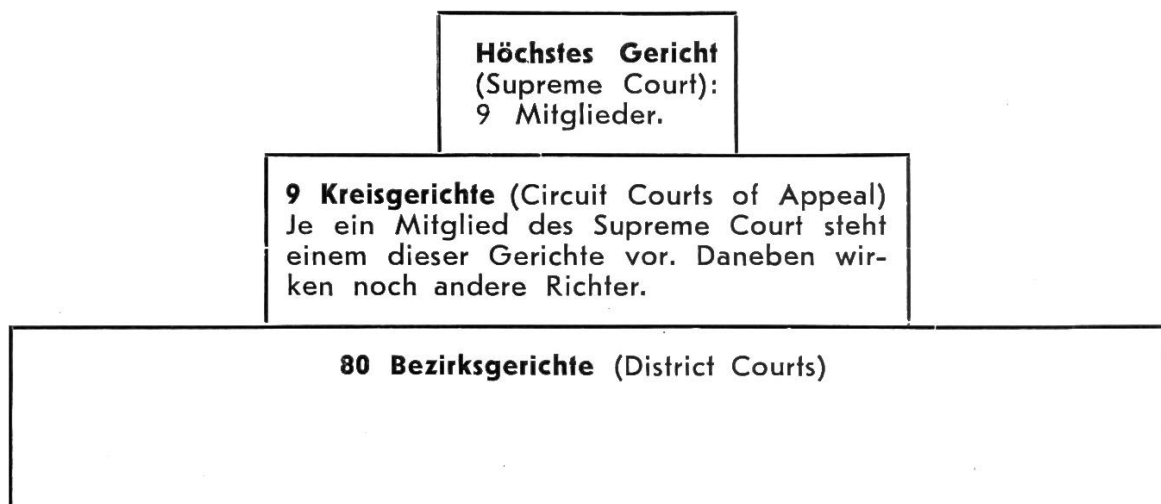 Höchstes Gericht
(Supreme Court):
9 Mitglieder.
9 Kreisgerichte (Circuit Courts of Appeal)
Je ein Mitglied des Supreme Court steht
einem dieser Gerichte vor. Daneben wir-
ken noch andere Richter.
80 Bezirksgerichte (District Courts)